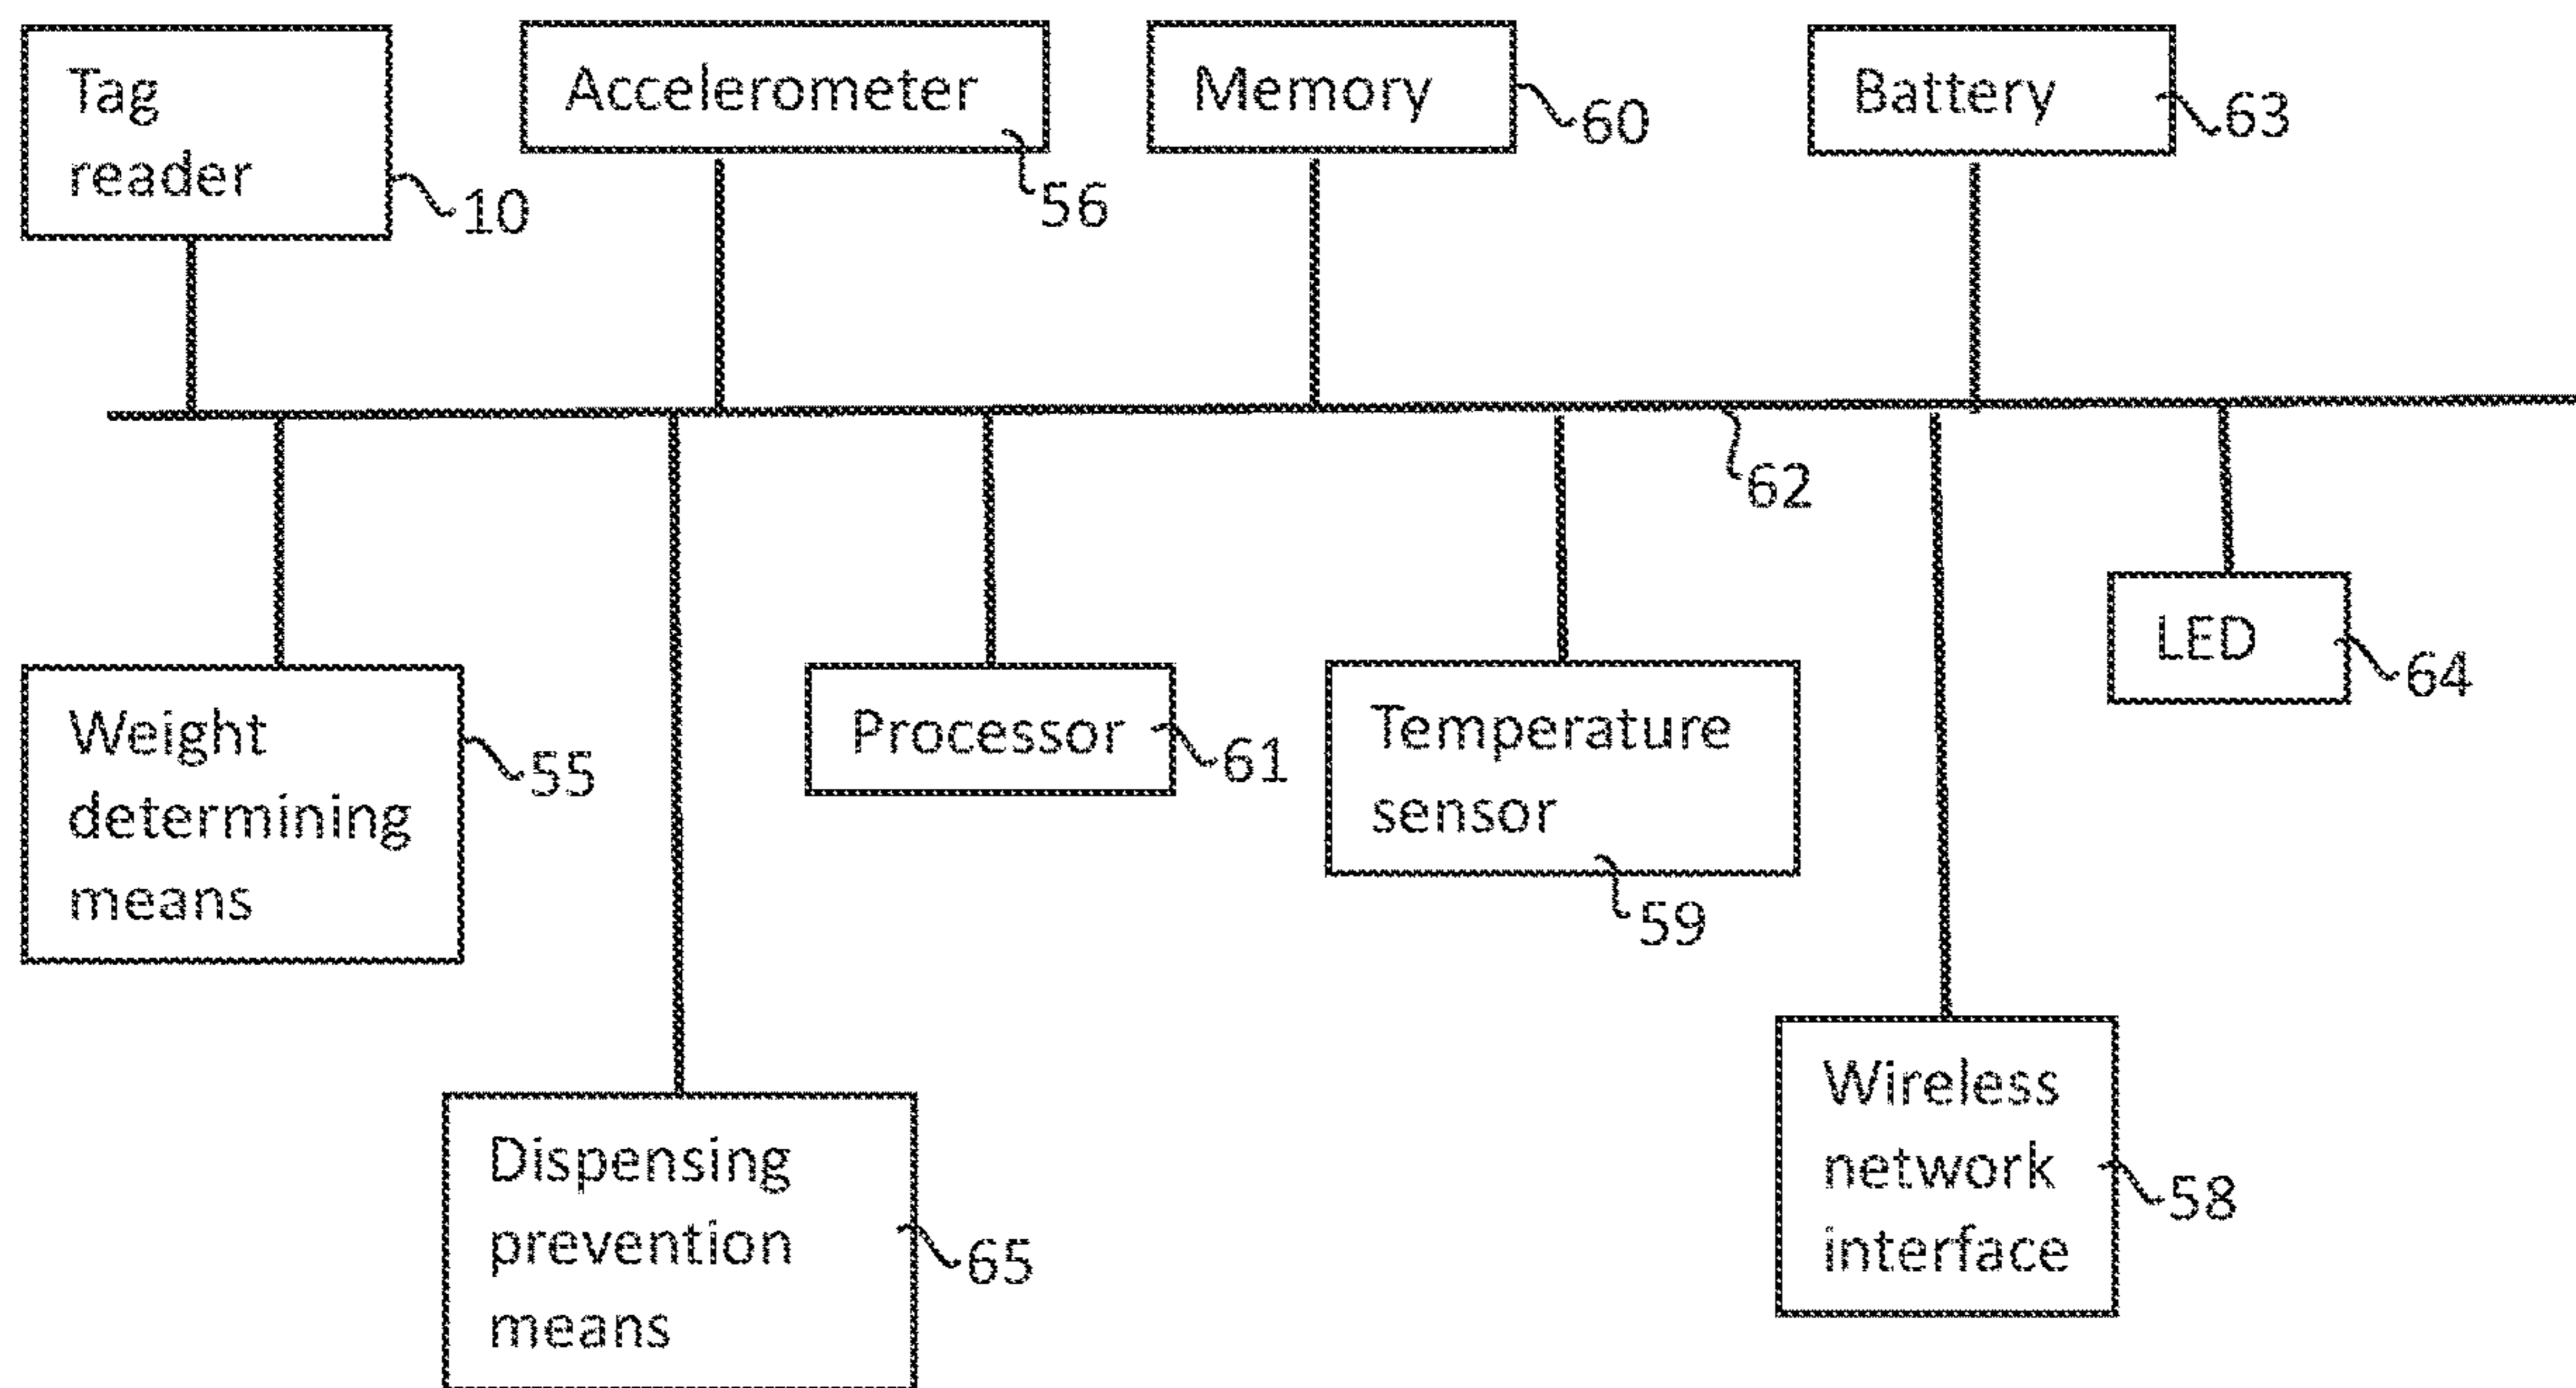 Tag
reader
10
Accelerometer
56
Memory
60
Battery
63
62
Weight
determining
means
55
Processor
61
Temperature
sensor
59
LED
64
Dispensing
prevention
means
65
Wireless
network
interface
58